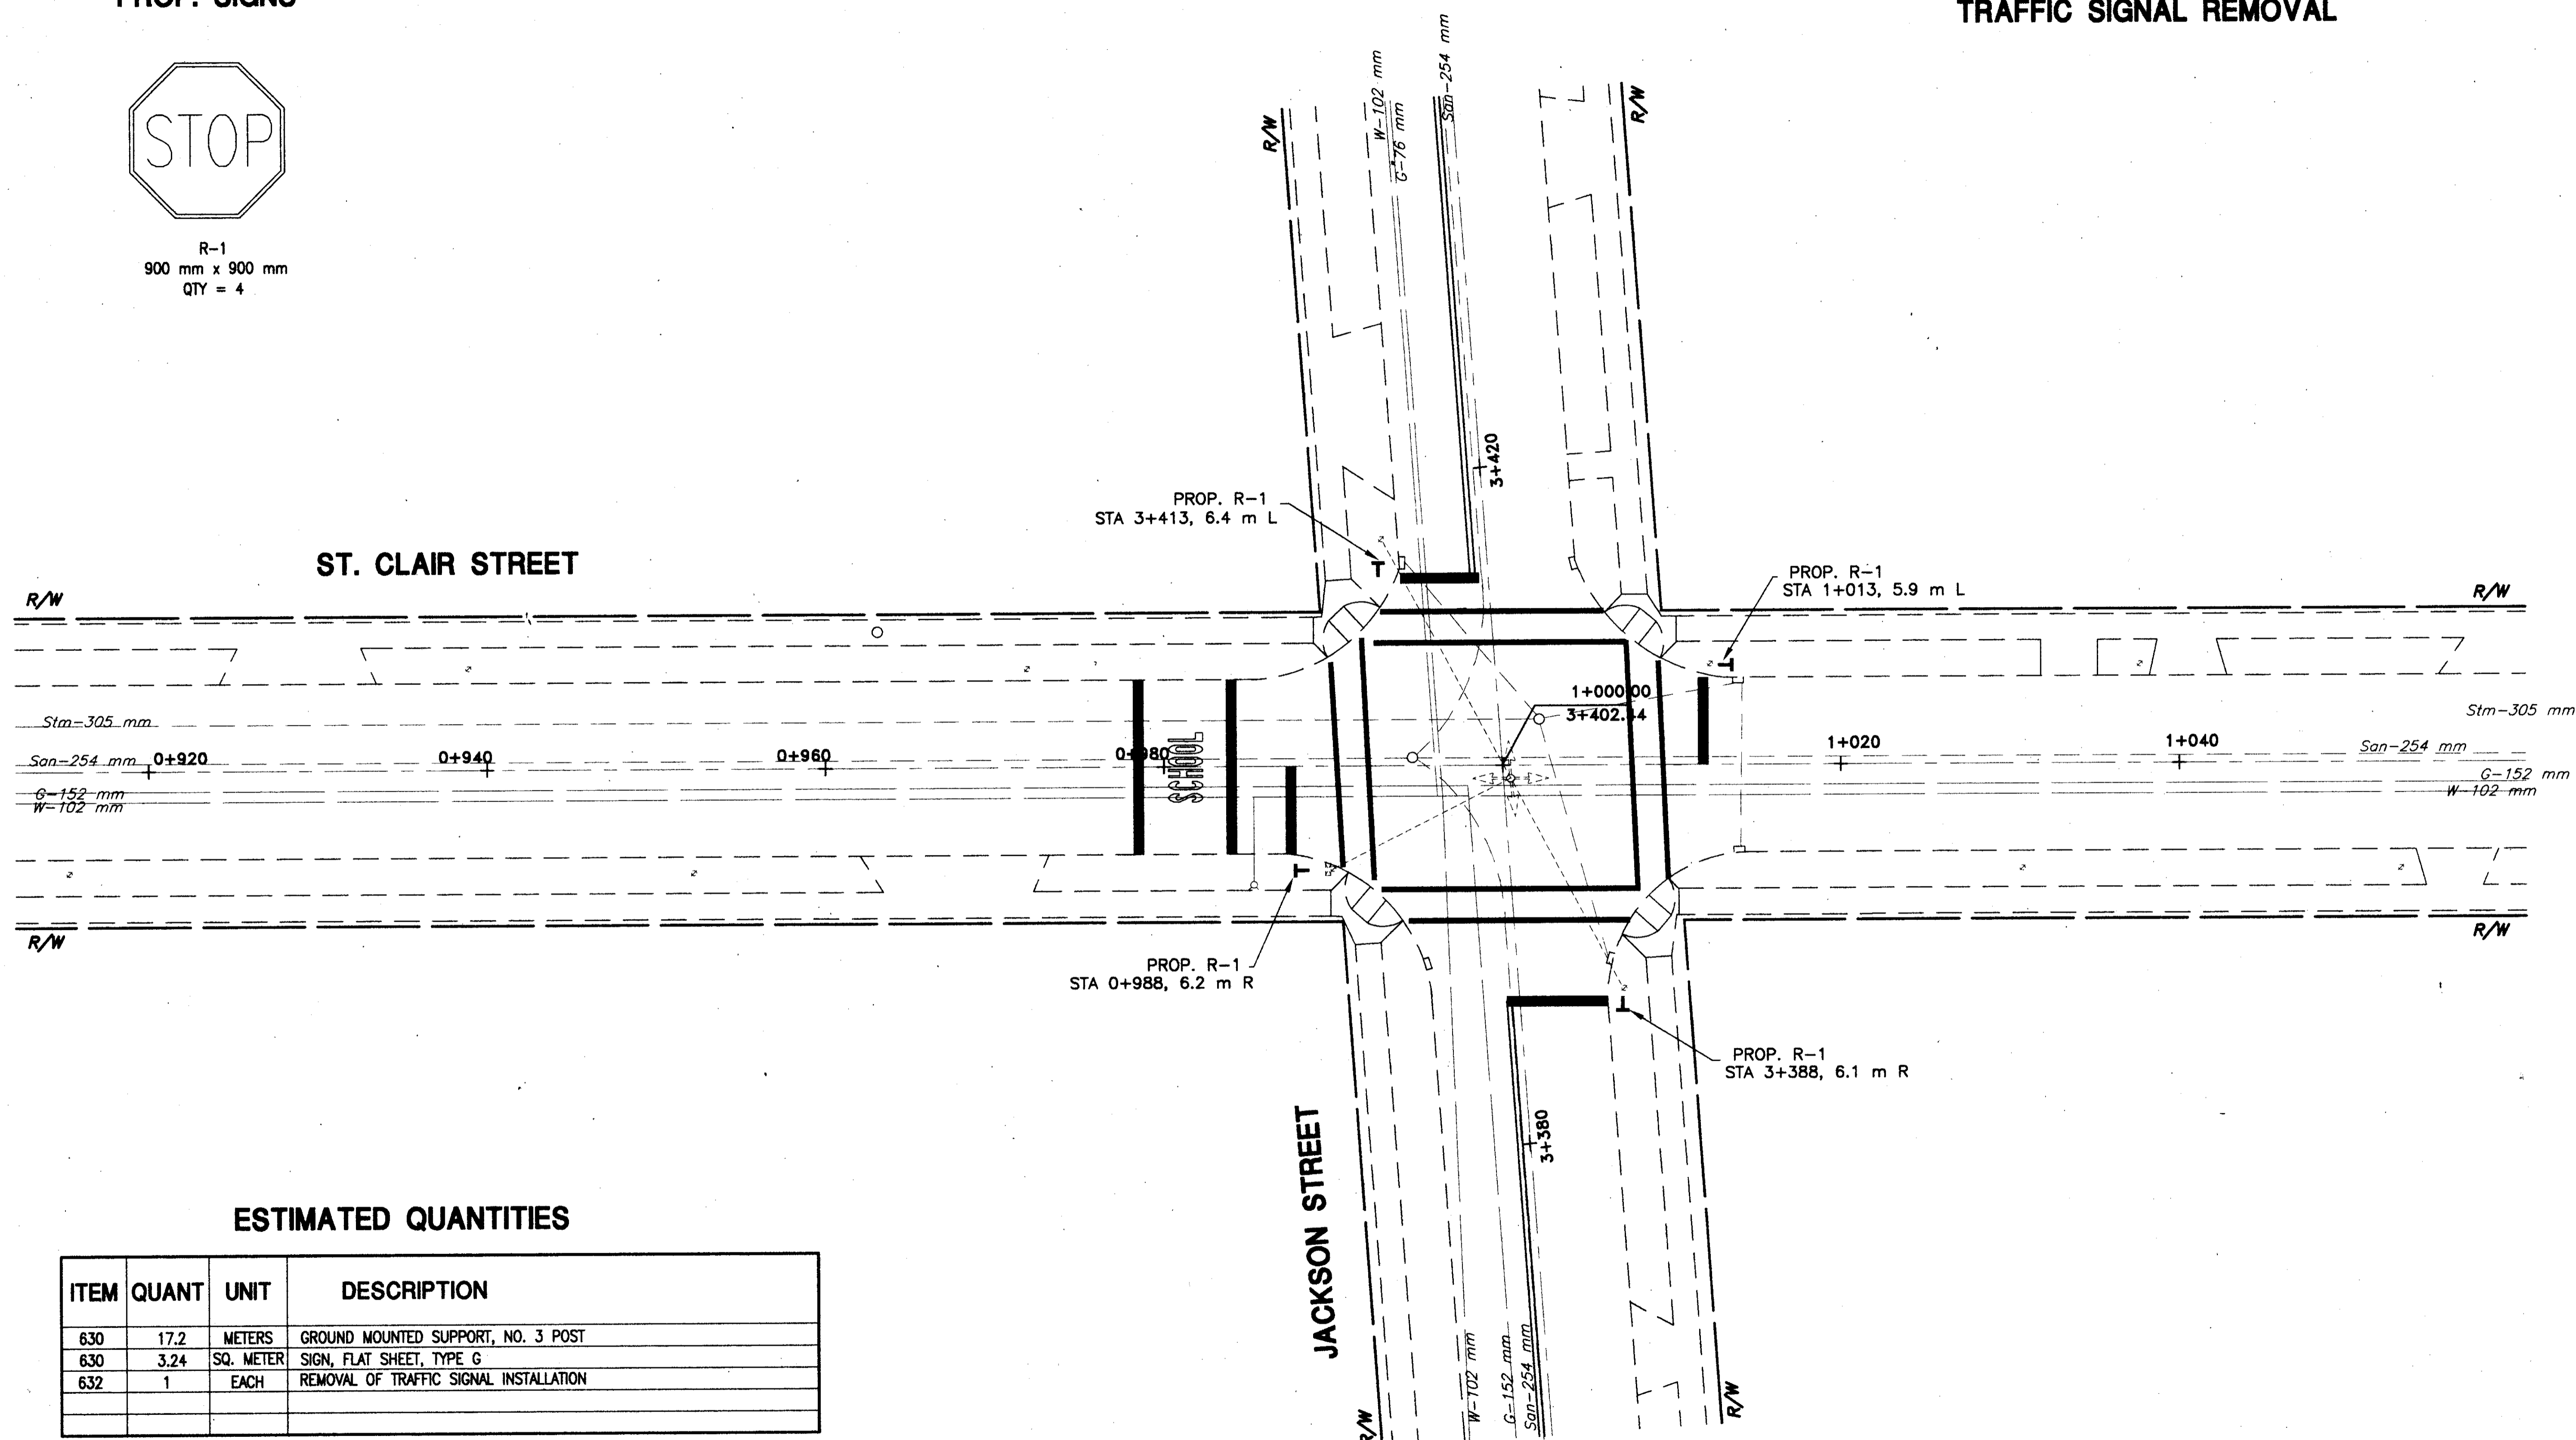 PROP. SIGNS
TRAFFIC SIGNAL REMOVAL
STOP
R-1
900 mm x 900 mm
QTY = 4
R/W
W-102 mm
G-76 mm
San-254 mm
R/W
3+420
PROP. R-1
STA 3+413, 6.4 m L
ST. CLAIR STREET
PROP. R-1
STA 1+013, 5.9 m L
R/W
R/W
Stm-305 mm
1+000.00
3+402.44
Stm-305 mm
San-254 mm
0+920
0+940
0+960
0+980
SCHOOL
1+020
1+040
San-254 mm
G-152 mm
W-102 mm
G-152 mm
W-102 mm
R/W
R/W
PROP. R-1
STA 0+988, 6.2 m R
PROP. R-1
STA 3+388, 6.1 m R
3+380
JACKSON STREET
ESTIMATED QUANTITIES
ITEM QUANT UNIT DESCRIPTION
630 17.2 METERS GROUND MOUNTED SUPPORT, NO. 3 POST
630 3.24 SQ. METER SIGN, FLAT SHEET, TYPE G
632 1 EACH REMOVAL OF TRAFFIC SIGNAL INSTALLATION
R/W
W-102 mm
G-152 mm
San-254 mm
R/W